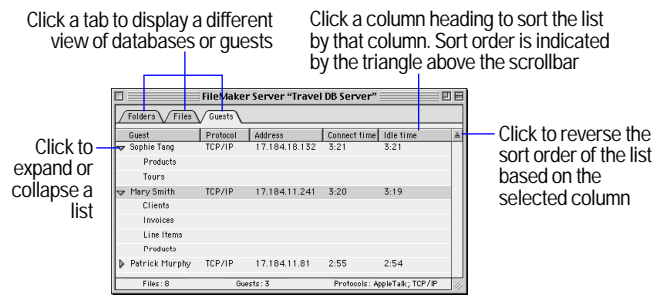 Click a tab to display a different
view of databases or guests
Click a column heading to sort the list
by that column. Sort order is indicated
by the triangle above the scrollbar
FileMaker Server “Travel DB Server”
Folders Files Guests
Guest Protocol Address Connect time Idle time
Sophie Tang TCP/IP 17.184.18.132 3:21 3:21
Products
Tours
Mary Smith TCP/IP 17.184.11.241 3:20 3:19
Clients
Invoices
Line Items
Products
Patrick Murphy TCP/IP 17.184.11.81 2:55 2:54
Files: 8 Guests: 3 Protocols: AppleTalk; TCP/IP
Click to
expand or
collapse a
list
Click to reverse the
sort order of the list
based on the
selected column